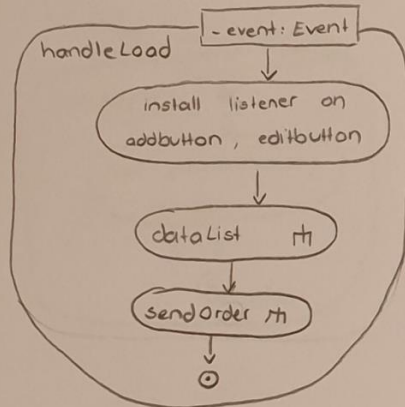 - event: Event
handleLoad
install listener on
addbutton, editbutton
dataList
sendOrder